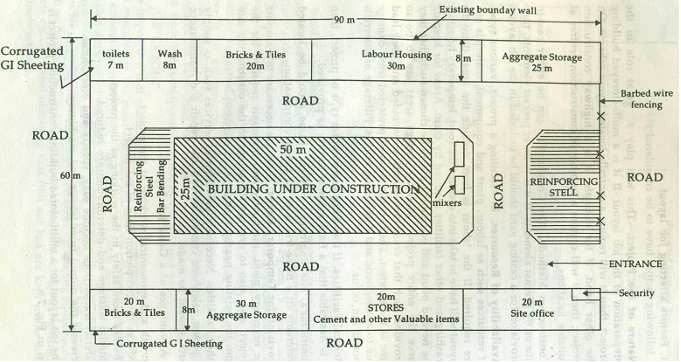 90 m
Existing bounday wall
Corrugated
GI Sheeting
toilets
7 m
Wash
8m
Bricks & Tiles
20m
Labour Housing
30m
8 m
Aggregate Storage
25 m
Barbed wire
fencing
ROAD
ROAD
60 m
ROAD
Reinforcing
Steel
Bar Bending
50 m
25m
BUILDING UNDER CONSTRUCTION
mixers
ROAD
REINFORCING
STELL
ROAD
ROAD
ENTRANCE
Security
20 m
Bricks & Tiles
8m
30 m
Aggregate Storage
20m
STORES
Cement and other Valuable items
20 m
Site office
Corrugated G I Sheeting
ROAD